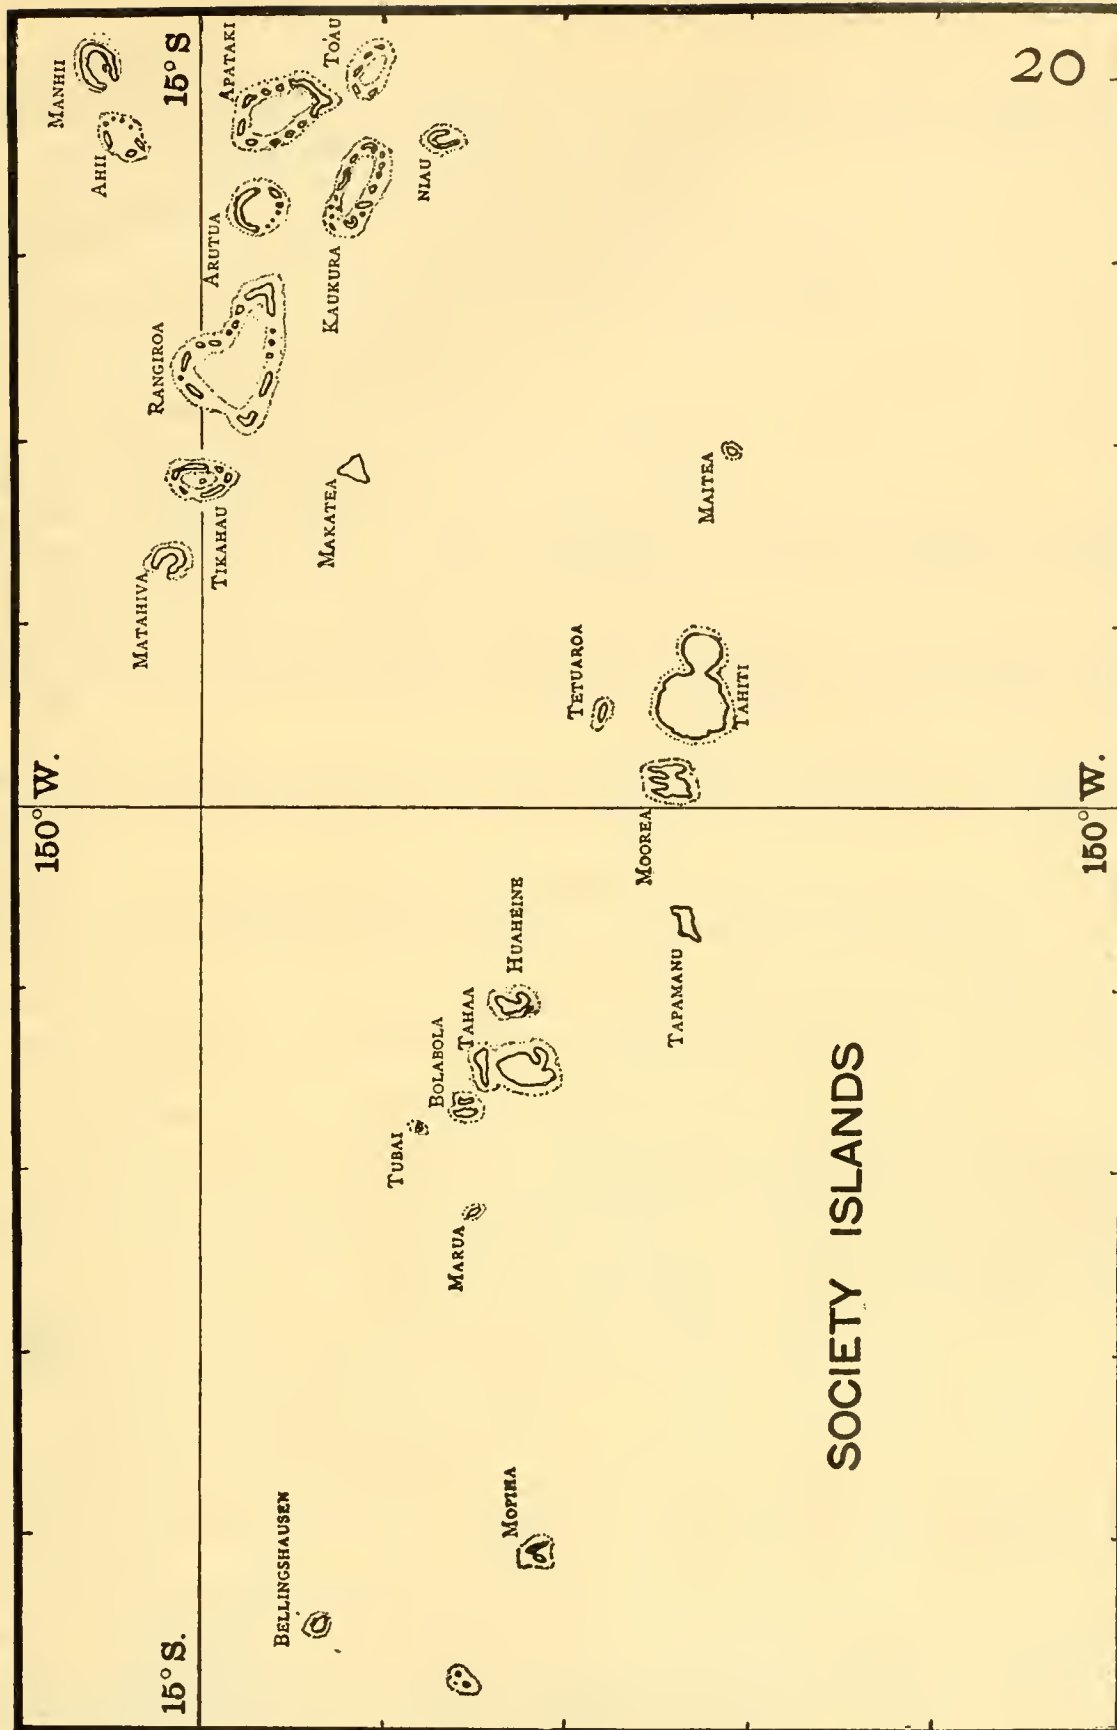 20
15° S
MANHII
AHII
APATAKI
TOAU
ARUTUA
KAUKURA
NIAU
RANGIROA
TIKAHAU
MATAHIVA
MAKATEA
MAITEA
TETUAROA
TAHITI
150° W.
150° W.
MOOREA
TAPAMANU
HUAHEINE
TAHAA
BOLABOLA
TUBAI
MARUA
MOPIHA
BELLINGSHAUSEN
15° S.
SOCIETY ISLANDS